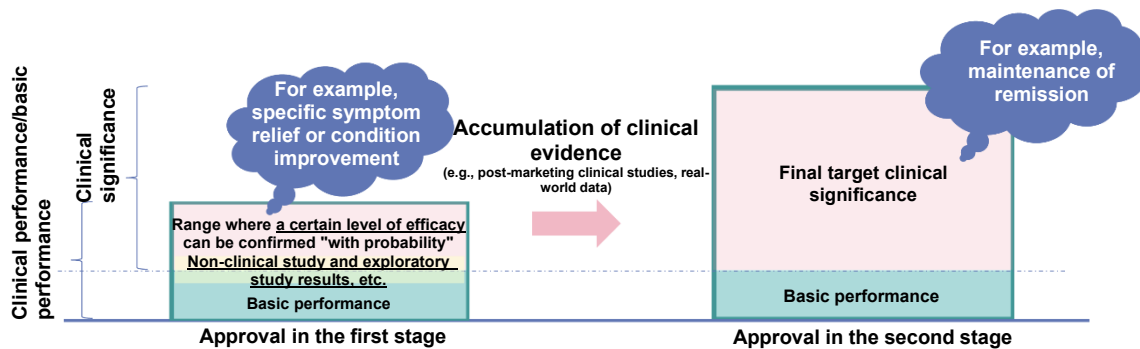 Clinical performance/basic
performance
Clinical
significance
For example,
specific symptom
relief or condition
improvement
Range where a certain level of efficacy
can be confirmed "with probability"
Non-clinical study and exploratory
study results, etc.
Basic performance
Approval in the first stage
Accumulation of clinical
evidence
(e.g., post-marketing clinical studies, real-
world data)
For example,
maintenance of
remission
Final target clinical
significance
Basic performance
Approval in the second stage